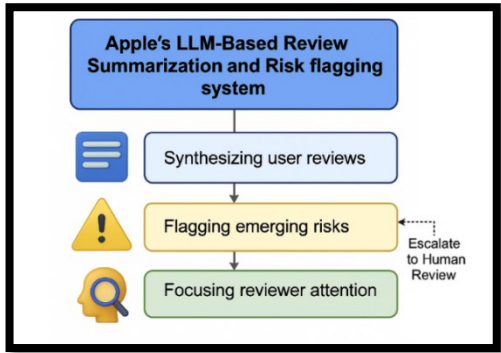 Apple's LLM-Based Review
Summarization and Risk flagging
system
Synthesizing user reviews
Flagging emerging risks
Escalate
to Human
Review
Focusing reviewer attention